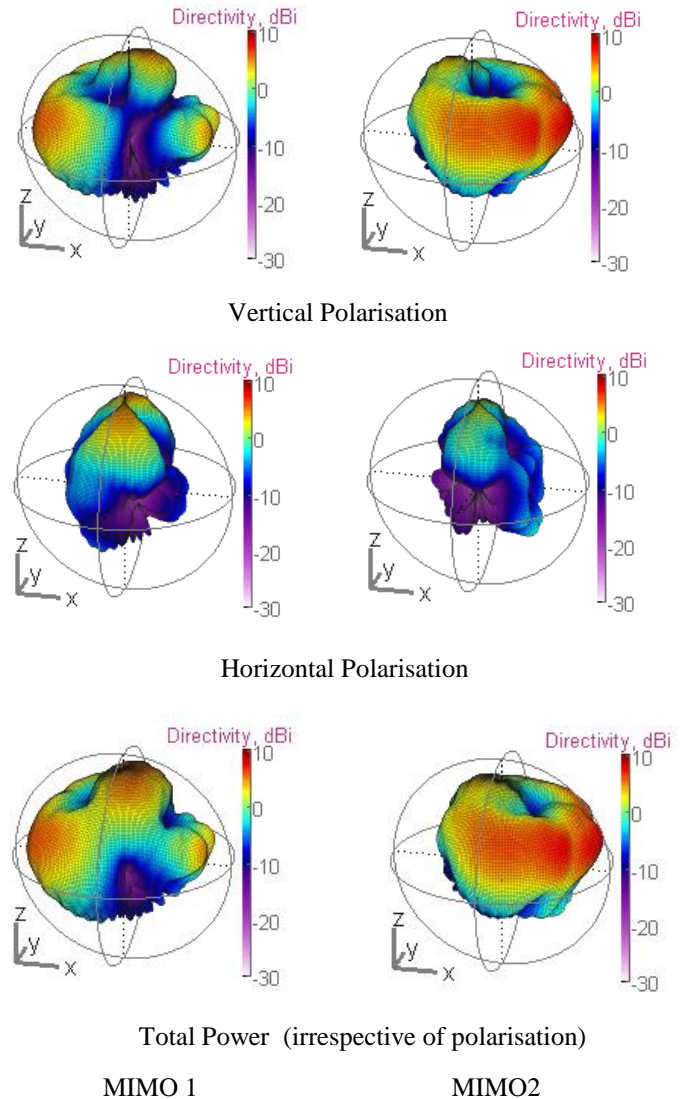 Directivity, dBi Directivity, dBi
10 10
0 0
-10 -10
-20 -20
-30 -30
z z
y y
x x
Vertical Polarisation
Directivity, dBi Directivity, dBi
10 10
0 0
-10 -10
-20 -20
-30 -30
z z
y y
x x
Horizontal Polarisation
Directivity, dBi Directivity, dBi
10 10
0 0
-10 -10
-20 -20
-30 -30
z z
y y
x x
Total Power (irrespective of polarisation)
MIMO 1 MIMO2